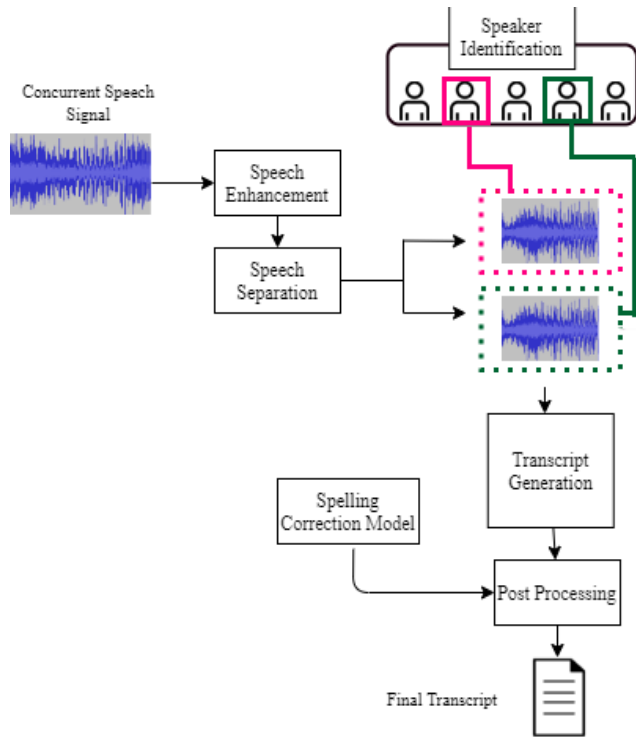 Speaker
Identification
Concurrent Speech
Signal
Speech
Enhancement
Speech
Separation
Transcript
Generation
Spelling
Correction Model
Post Processing
Final Transcript